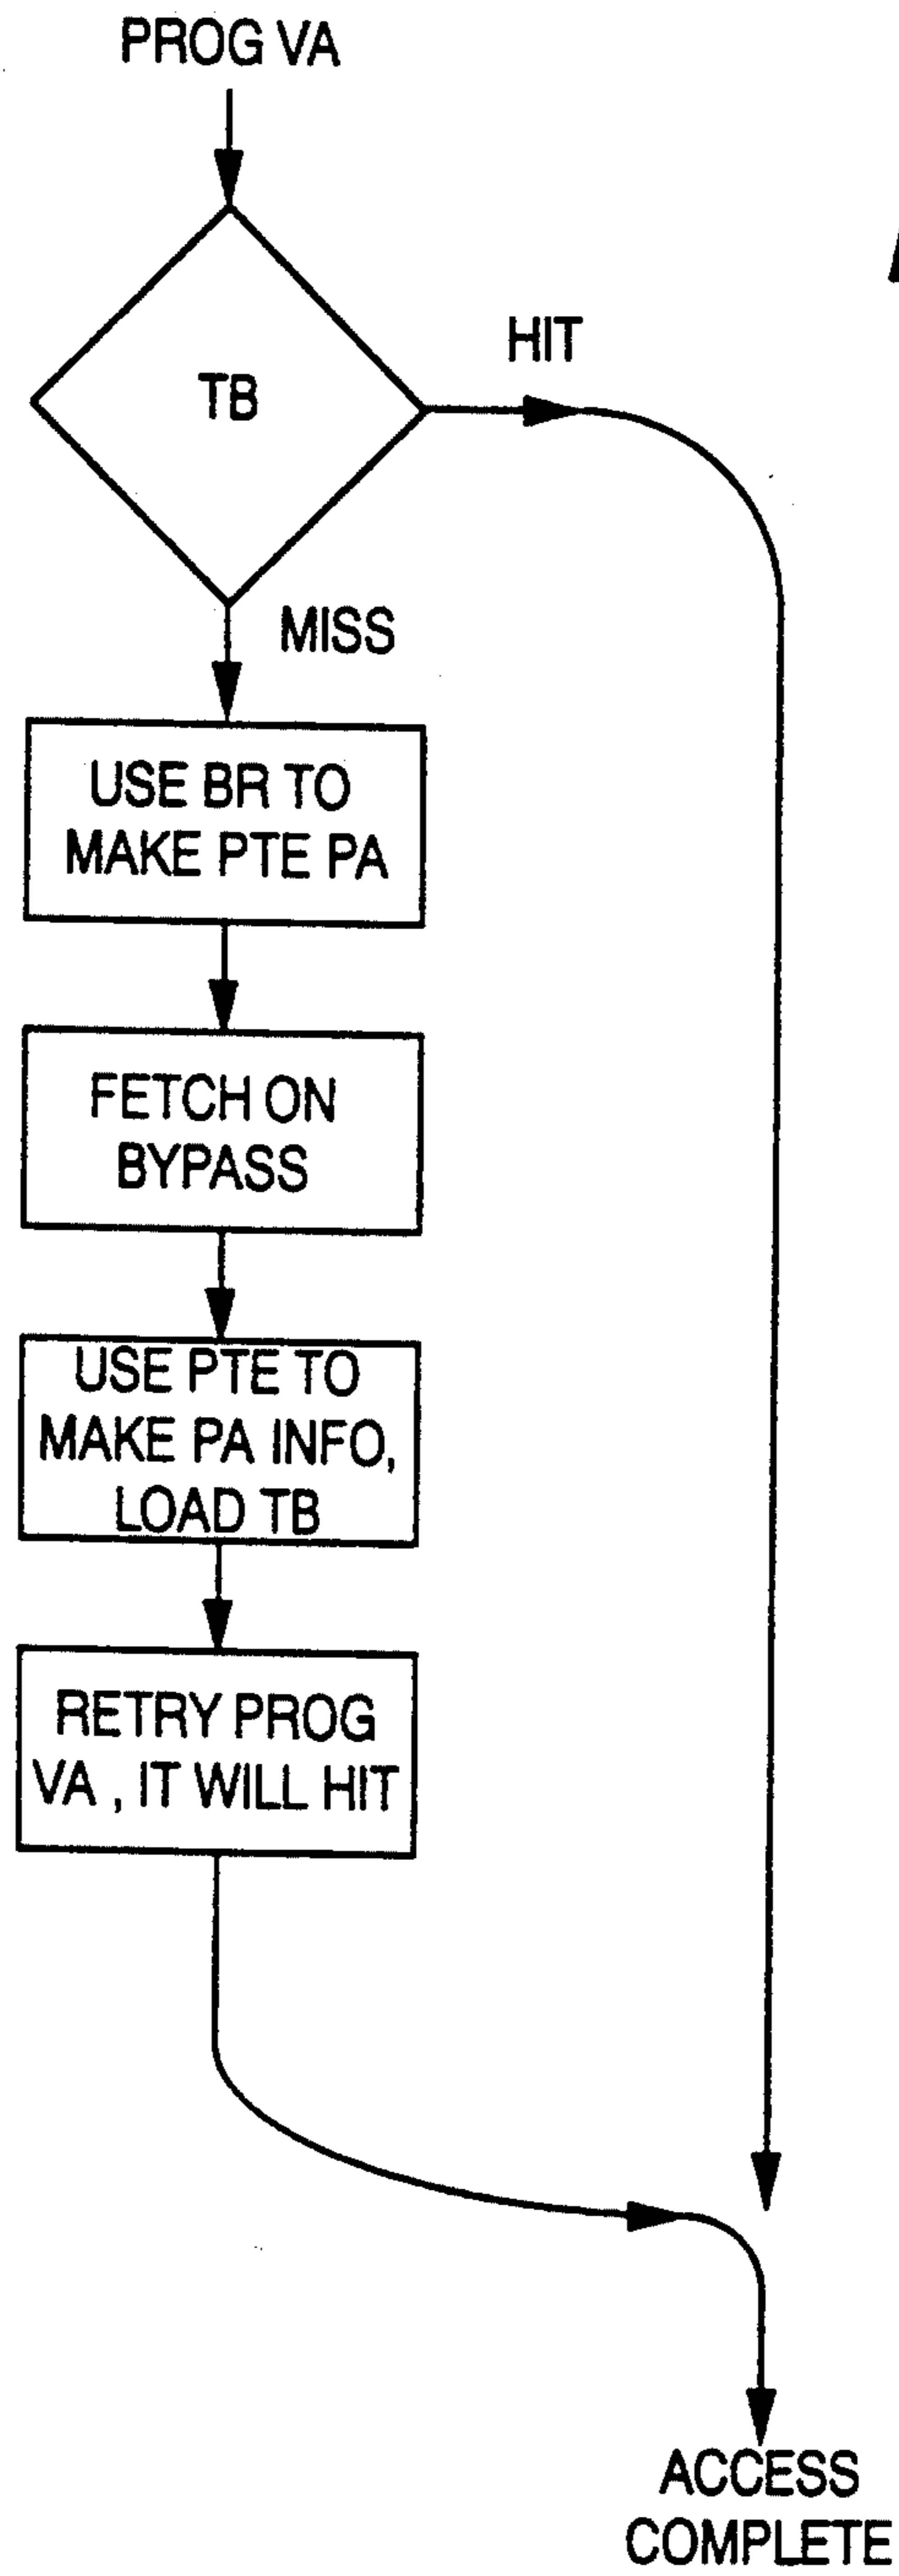 PROG VA
TB
HIT
MISS
USE BR TO
MAKE PTE PA
FETCH ON
BYPASS
USE PTE TO
MAKE PA INFO,
LOAD TB
RETRY PROG
VA , IT WILL HIT
ACCESS
COMPLETE